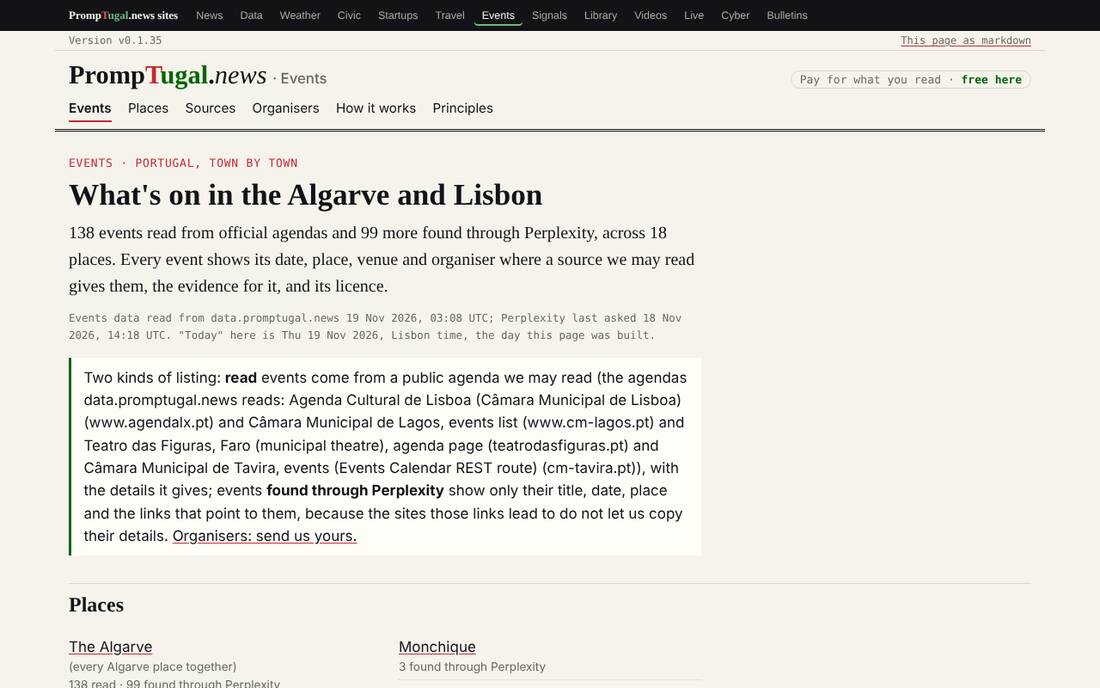 PrompTugal.news sites News Data Weather Civic Startups Travel Events Signals Library Videos Live Cyber Bulletins
Version v0.1.35 This page as markdown
PrompTugal.news · Events Pay for what you read · free here
Events Places Sources Organisers How it works Principles
EVENTS · PORTUGAL, TOWN BY TOWN
What's on in the Algarve and Lisbon
138 events read from official agendas and 99 more found through Perplexity, across 18
places. Every event shows its date, place, venue and organiser where a source we may read
gives them, the evidence for it, and its licence.
Events data read from data.promptugal.news 19 Nov 2026, 03:08 UTC; Perplexity last asked 18 Nov
2026, 14:18 UTC. "Today" here is Thu 19 Nov 2026, Lisbon time, the day this page was built.
Two kinds of listing: read events come from a public agenda we may read (the agendas
data.promptugal.news reads: Agenda Cultural de Lisboa (Câmara Municipal de Lisboa)
(www.agendalx.pt) and Câmara Municipal de Lagos, events list (www.cm-lagos.pt) and
Teatro das Figuras, Faro (municipal theatre), agenda page (teatrodasfiguras.pt) and
Câmara Municipal de Tavira, events (Events Calendar REST route) (cm-tavira.pt)), with
the details it gives; events found through Perplexity show only their title, date, place
and the links that point to them, because the sites those links lead to do not let us copy
their details. Organisers: send us yours.
Places
The Algarve
(every Algarve place together)
138 read · 99 found through Perplexity
Monchique
3 found through Perplexity